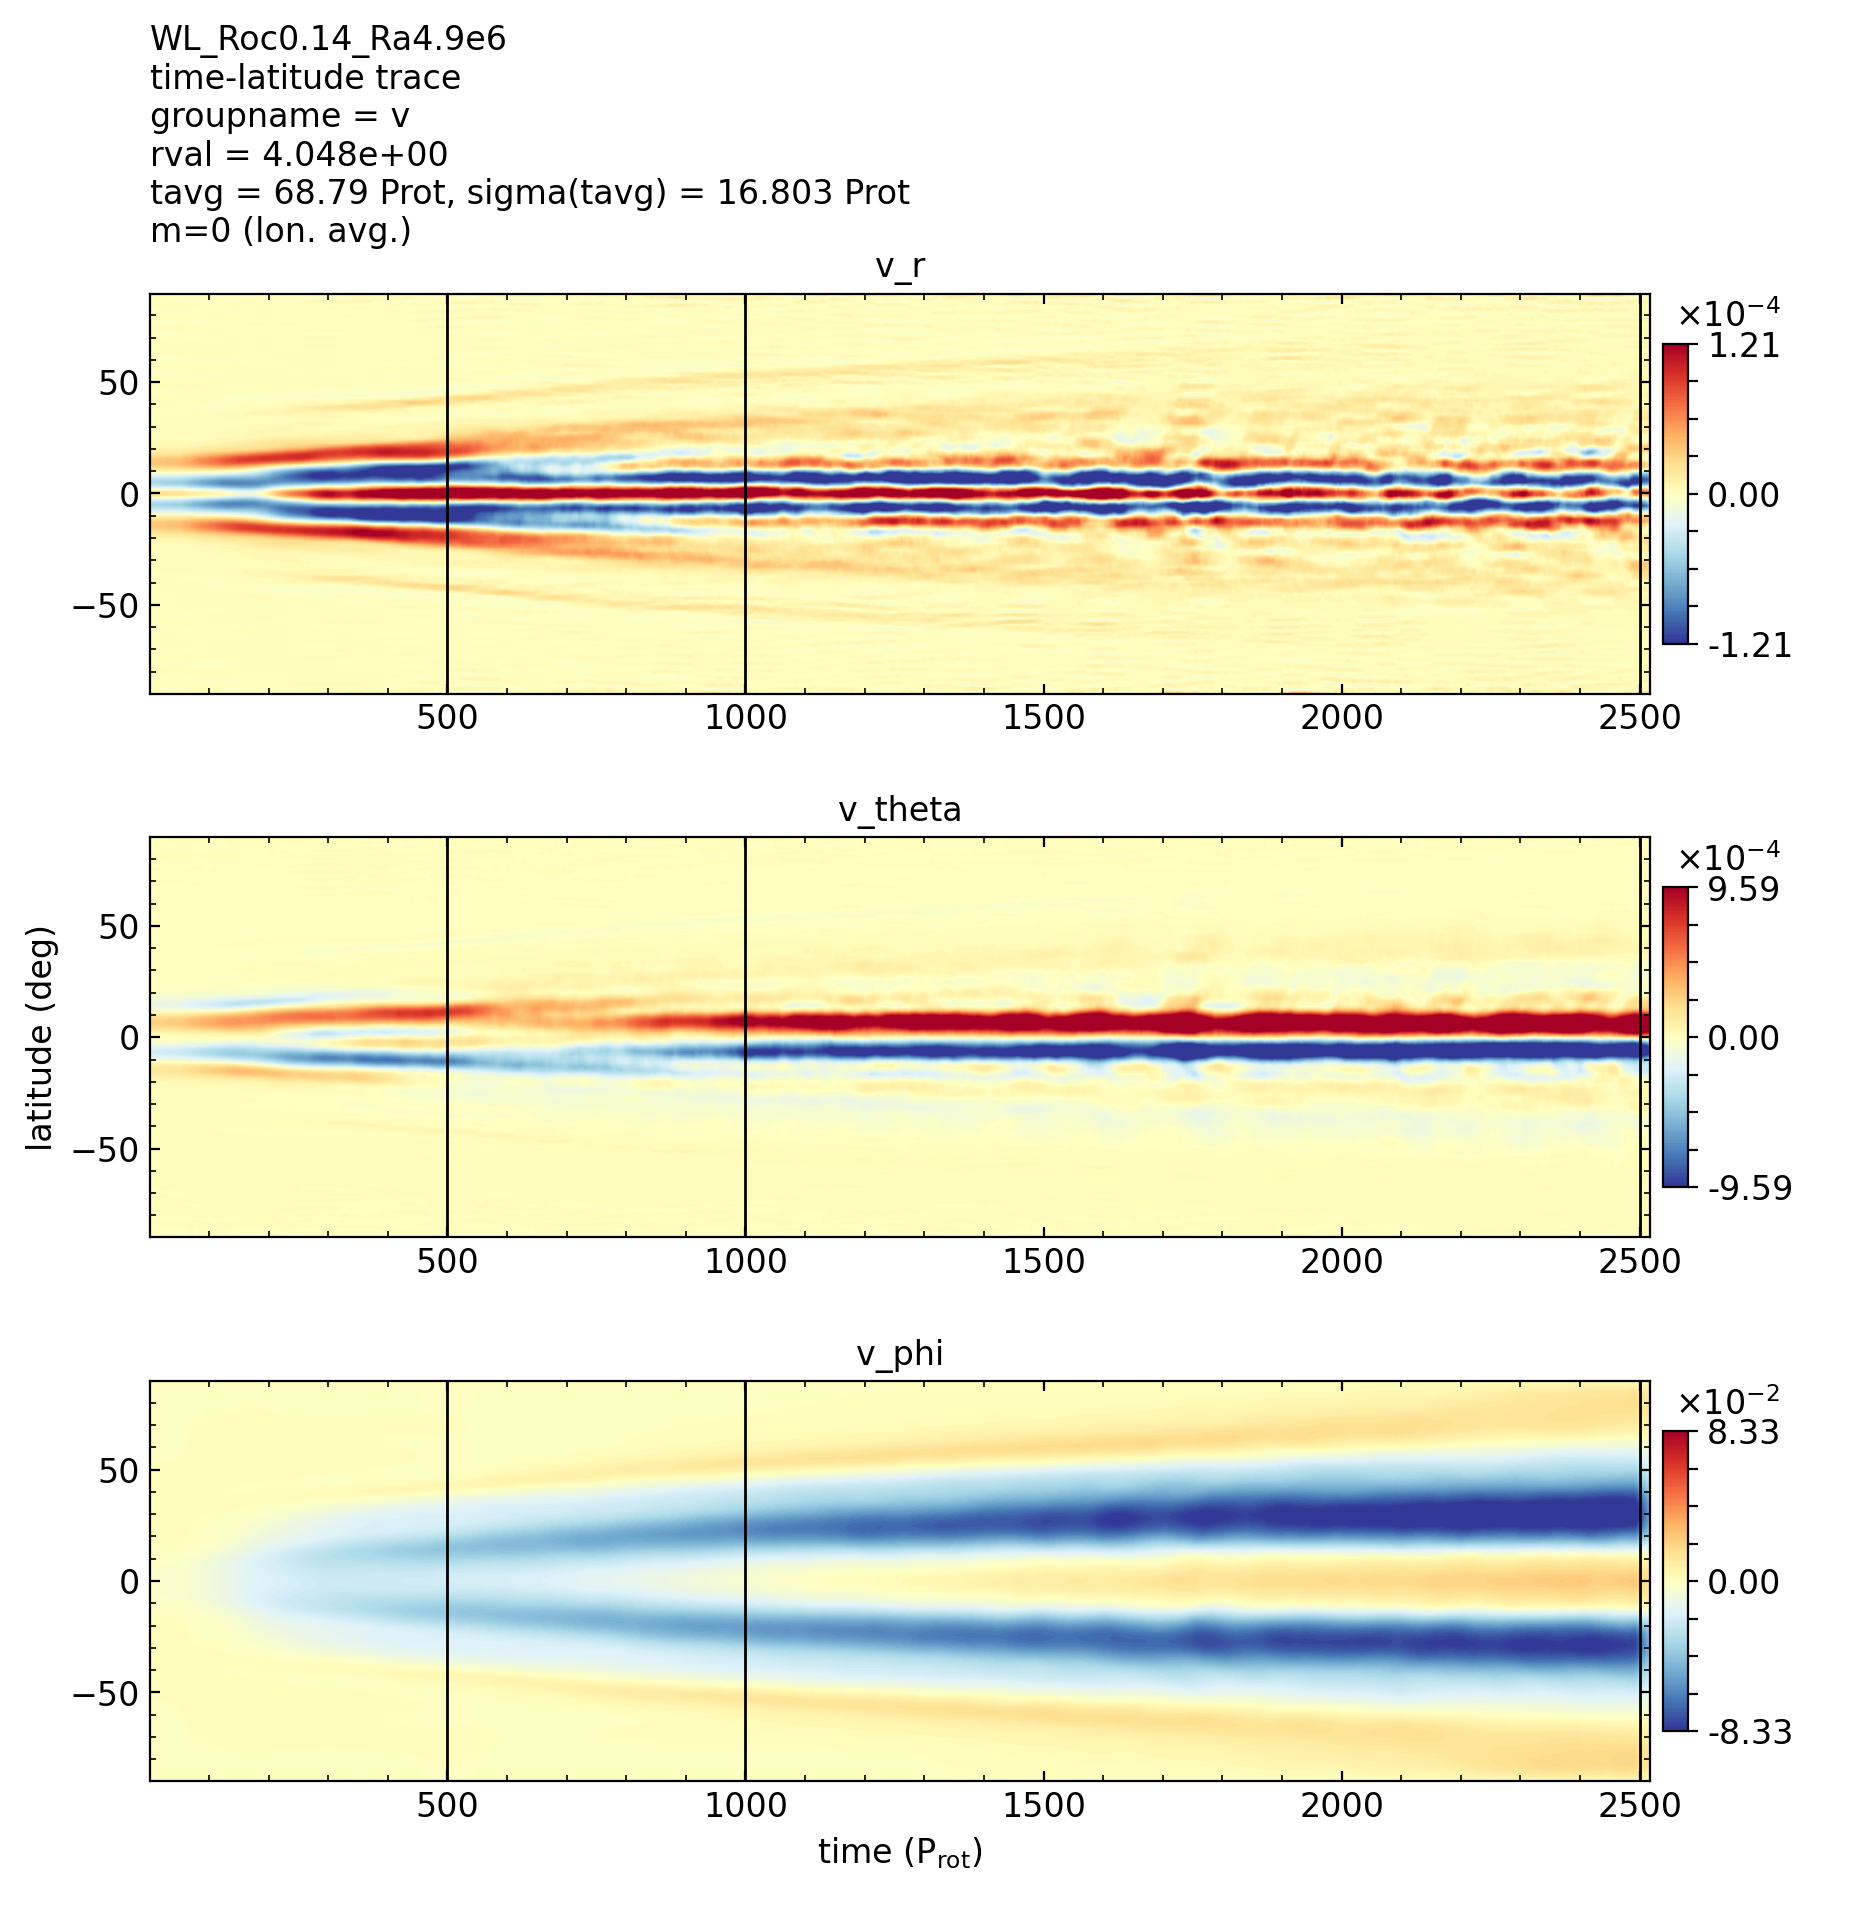 WL_Roc0.14_Ra4.9e6
time-latitude trace
groupname = v
rval = 4.048e+00
tavg = 68.79 Prot, sigma(tavg) = 16.803 Prot
m=0 (lon. avg.)
v_r
50
0
−50
500 1000 1500 2000 2500
×10⁻⁴
1.21
0.00
-1.21
v_theta
latitude (deg)
50
0
−50
500 1000 1500 2000 2500
×10⁻⁴
9.59
0.00
-9.59
v_phi
50
0
−50
500 1000 1500 2000 2500
×10⁻²
8.33
0.00
-8.33
time (P_rot)